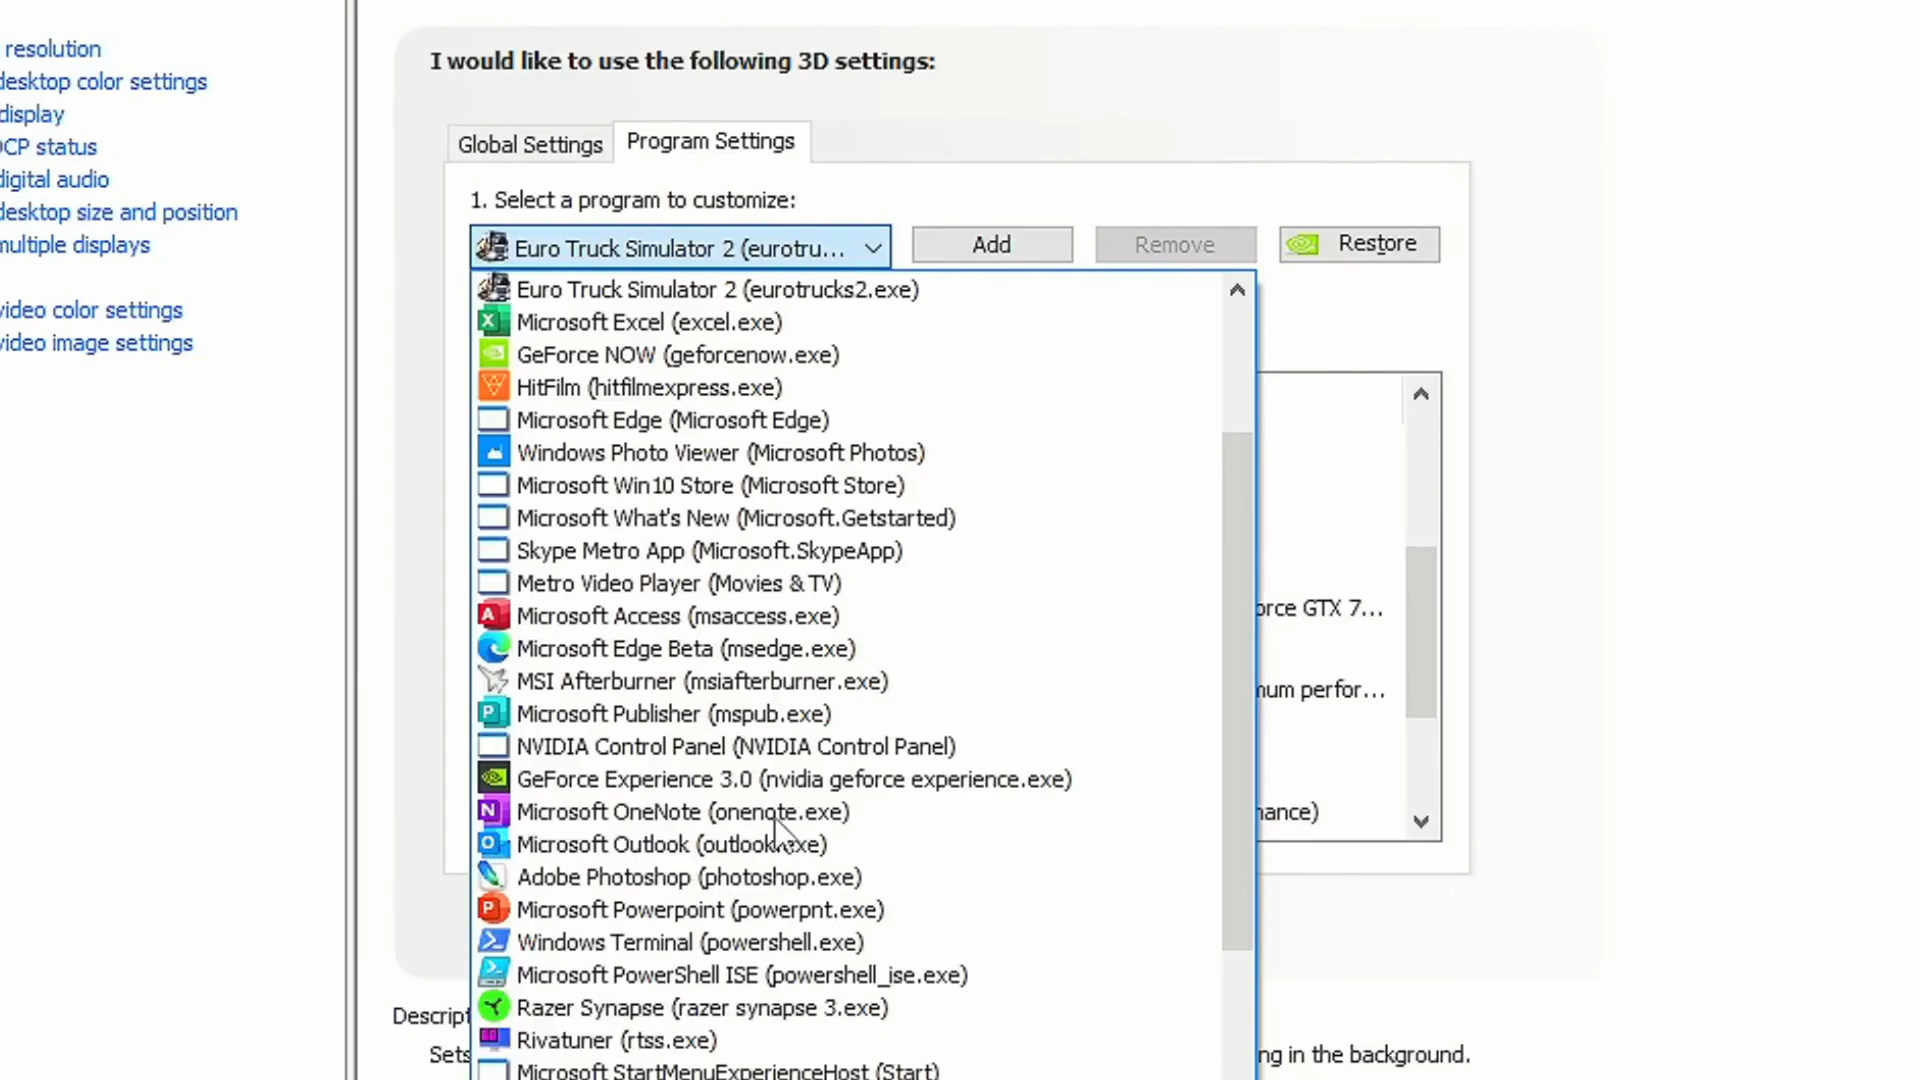 resolution
desktop color settings
display
DCP status
digital audio
desktop size and position
multiple displays
video color settings
video image settings
I would like to use the following 3D settings:
Global Settings
Program Settings
1. Select a program to customize:
Euro Truck Simulator 2 (eurotru...
Add
Remove
Restore
Euro Truck Simulator 2 (eurotrucks2.exe)
Microsoft Excel (excel.exe)
GeForce NOW (geforcenow.exe)
HitFilm (hitfilmexpress.exe)
Microsoft Edge (Microsoft Edge)
Windows Photo Viewer (Microsoft Photos)
Microsoft Win10 Store (Microsoft Store)
Microsoft What's New (Microsoft.Getstarted)
Skype Metro App (Microsoft.SkypeApp)
Metro Video Player (Movies & TV)
Microsoft Access (msaccess.exe)
Microsoft Edge Beta (msedge.exe)
MSI Afterburner (msiafterburner.exe)
Microsoft Publisher (mspub.exe)
NVIDIA Control Panel (NVIDIA Control Panel)
GeForce Experience 3.0 (nvidia geforce experience.exe)
Microsoft OneNote (onenote.exe)
Microsoft Outlook (outlook.exe)
Adobe Photoshop (photoshop.exe)
Microsoft Powerpoint (powerpnt.exe)
Windows Terminal (powershell.exe)
Microsoft PowerShell ISE (powershell_ise.exe)
Razer Synapse (razer synapse 3.exe)
Rivatuner (rtss.exe)
Microsoft StartMenuExperienceHost (Start)
orce GTX 7...
mum perfor...
nance)
Descript
Sets
ng in the background.